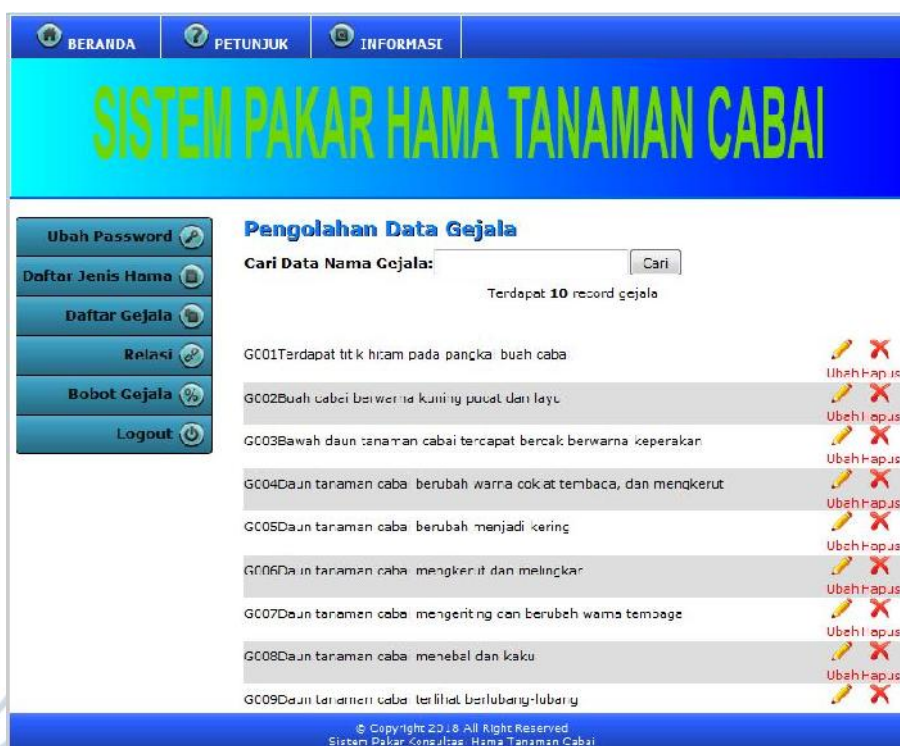 BERANDA PETUNJUK INFORMASI
SISTEM PAKAR HAMA TANAMAN CABAI
Ubah Password
Daftar Jenis Hama
Daftar Gejala
Relasi
Bobot Gejala
Logout
Pengolahan Data Gejala
Cari Data Nama Gejala: Cari
Terdapat 10 record gejala
G001Terdapat titik hitam pada pangkal buah cabai
Ubah Hapus
G002Buah cabai berwarna kuning pucat dan layu
Ubah Hapus
G003Bawah daun tanaman cabai terdapat bercak berwarna keperakan
Ubah Hapus
G004Daun tanaman cabai berubah warna coklat tembaga, dan mengkerut
Ubah Hapus
G005Daun tanaman cabai berubah menjadi kering
Ubah Hapus
G006Daun tanaman cabai mengkerut dan melingkar
Ubah Hapus
G007Daun tanaman cabai mengeriting dan berubah warna tembaga
Ubah Hapus
G008Daun tanaman cabai menebal dan kaku
Ubah Hapus
G009Daun tanaman cabai terlihat berlubang-lubang
© Copyright 2018 All Right Reserved
Sistem Pakar Konsultasi Hama Tanaman Cabai